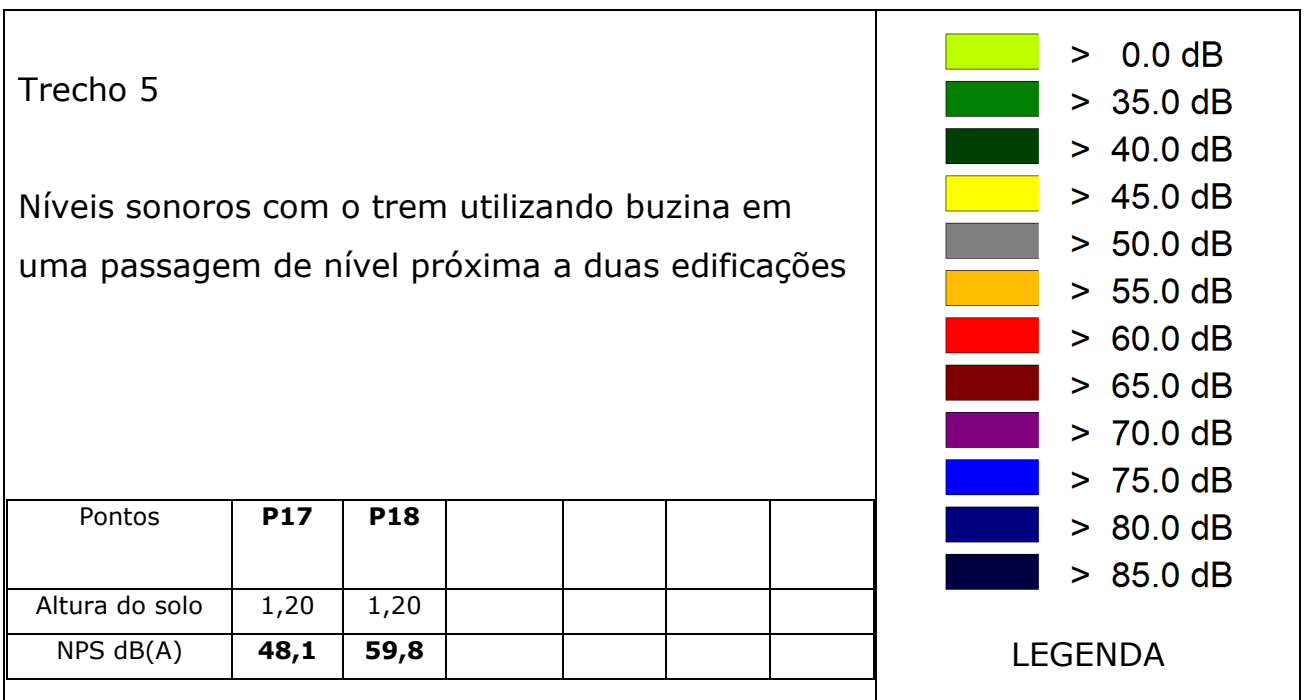 Trecho 5
Níveis sonoros com o trem utilizando buzina em
uma passagem de nível próxima a duas edificações
Pontos P17 P18
Altura do solo 1,20 1,20
NPS dB(A) 48,1 59,8
> 0.0 dB
> 35.0 dB
> 40.0 dB
> 45.0 dB
> 50.0 dB
> 55.0 dB
> 60.0 dB
> 65.0 dB
> 70.0 dB
> 75.0 dB
> 80.0 dB
> 85.0 dB
LEGENDA